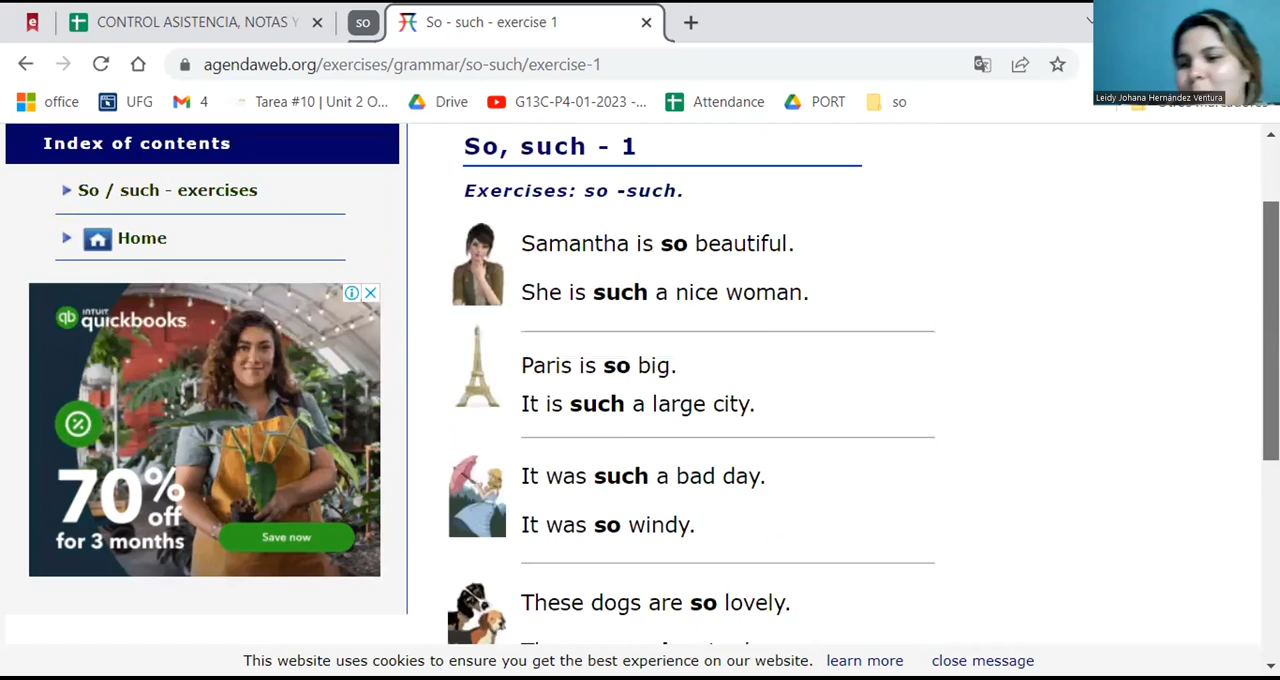 CONTROL ASISTENCIA, NOTAS Y
so
So - such - exercise 1
agendaweb.org/exercises/grammar/so-such/exercise-1
Leidy Johana Hernández Ventura
office
UFG
4
Tarea #10 | Unit 2 O...
Drive
G13C-P4-01-2023 -...
Attendance
PORT
so
Index of contents
So / such - exercises
Home
INTUIT
qb quickbooks
70% off
for 3 months
Save now
So, such - 1
Exercises: so -such.
Samantha is so beautiful.
She is such a nice woman.
Paris is so big.
It is such a large city.
It was such a bad day.
It was so windy.
These dogs are so lovely.
This website uses cookies to ensure you get the best experience on our website. learn more close message